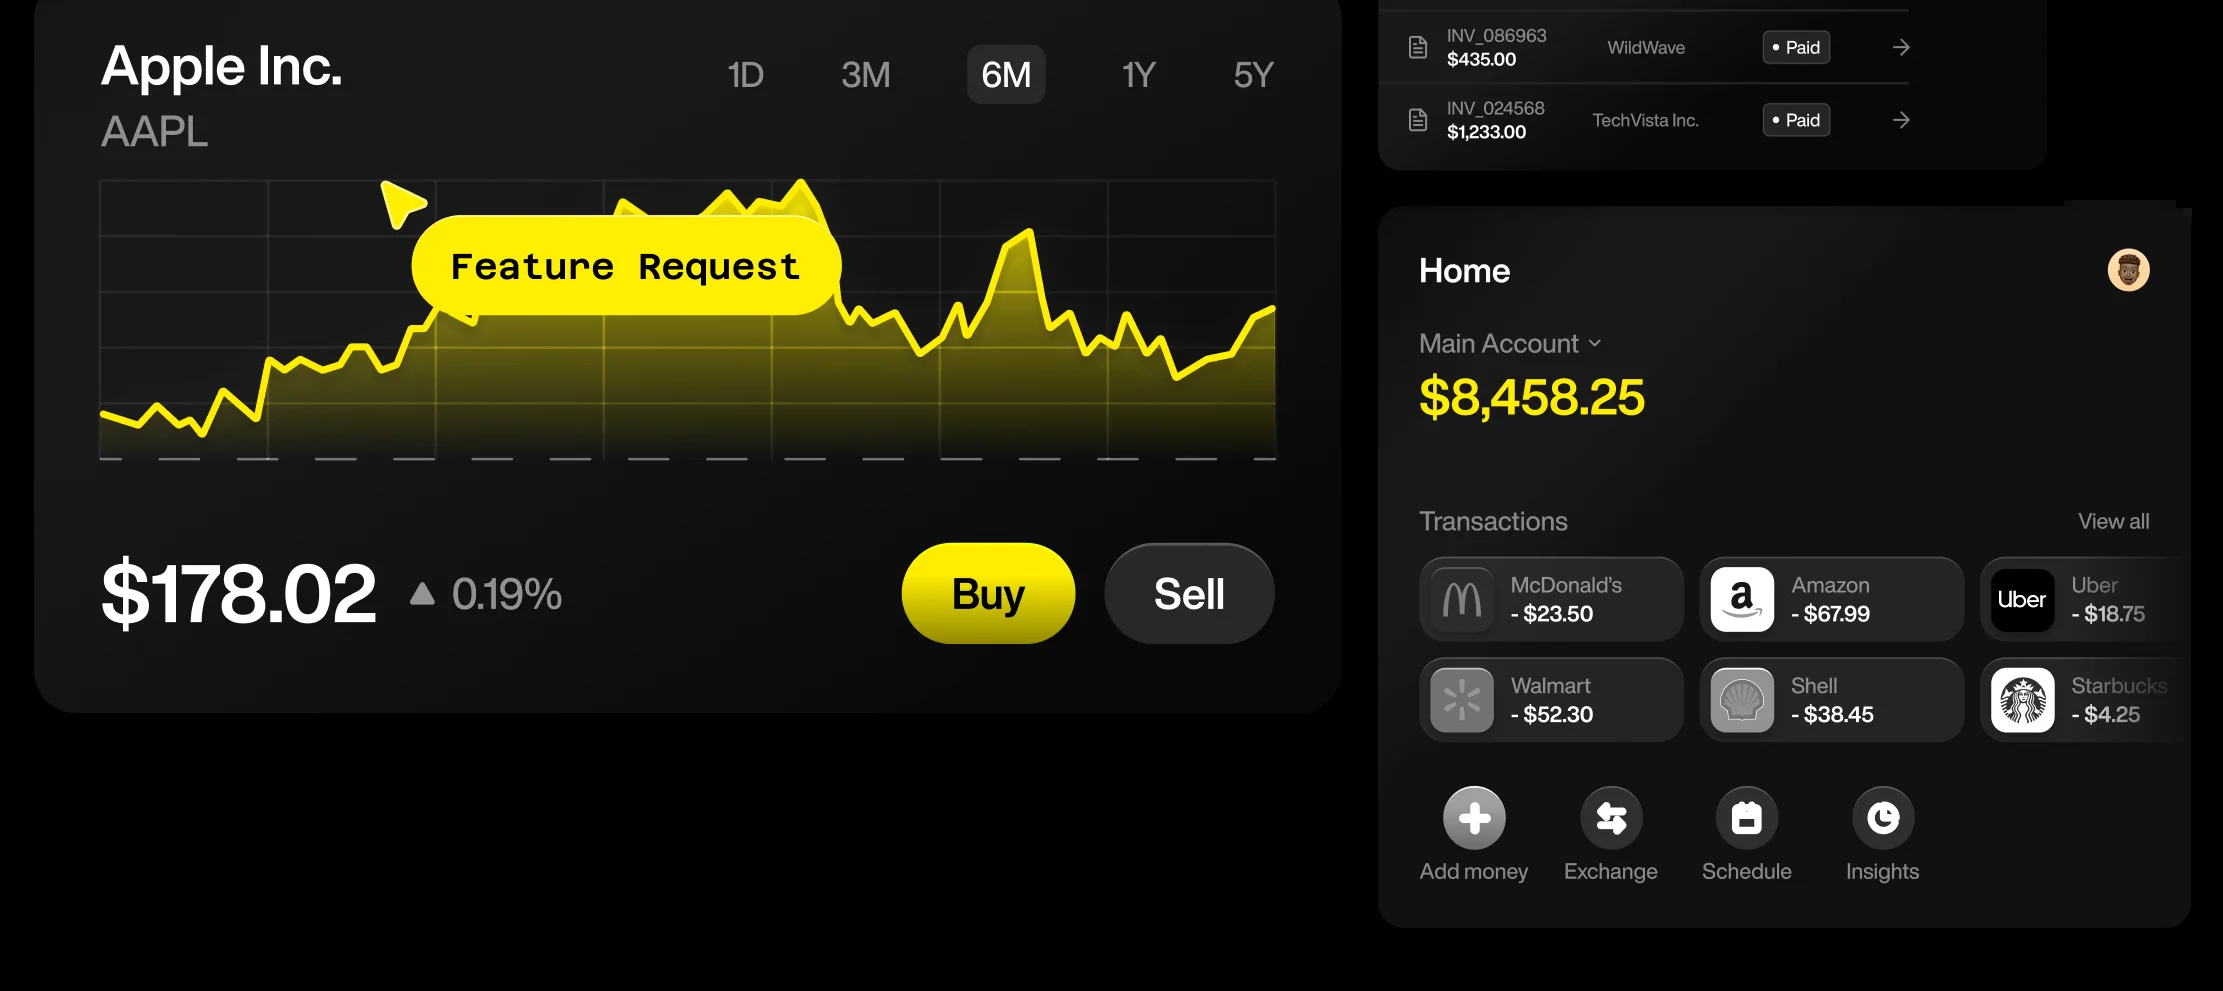 Apple Inc.
AAPL
1D 3M 6M 1Y 5Y
Feature Request
$178.02 ▲ 0.19%
Buy Sell
INV_086963
$435.00
WildWave
• Paid
INV_024568
$1,233.00
TechVista Inc.
• Paid
Home
Main Account
$8,458.25
Transactions View all
McDonald's
- $23.50
a
Amazon
- $67.99
Uber
Uber
- $18.75
Walmart
- $52.30
Shell
- $38.45
Starbucks
- $4.25
Add money Exchange Schedule Insights